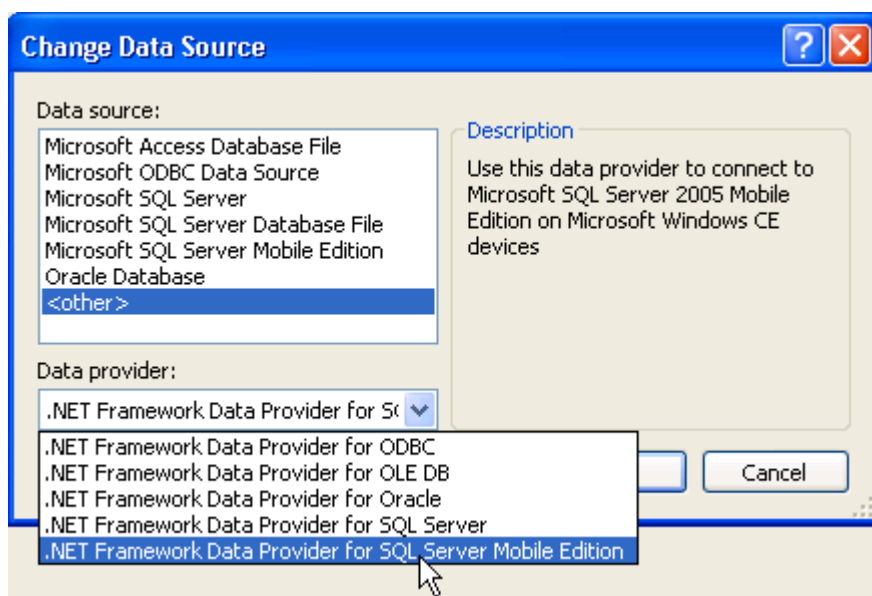 Change Data Source
?
Data source:
Microsoft Access Database File
Microsoft ODBC Data Source
Microsoft SQL Server
Microsoft SQL Server Database File
Microsoft SQL Server Mobile Edition
Oracle Database
<other>
Description
Use this data provider to connect to
Microsoft SQL Server 2005 Mobile
Edition on Microsoft Windows CE
devices
Data provider:
.NET Framework Data Provider for S
.NET Framework Data Provider for ODBC
.NET Framework Data Provider for OLE DB
.NET Framework Data Provider for Oracle
.NET Framework Data Provider for SQL Server
.NET Framework Data Provider for SQL Server Mobile Edition
Cancel